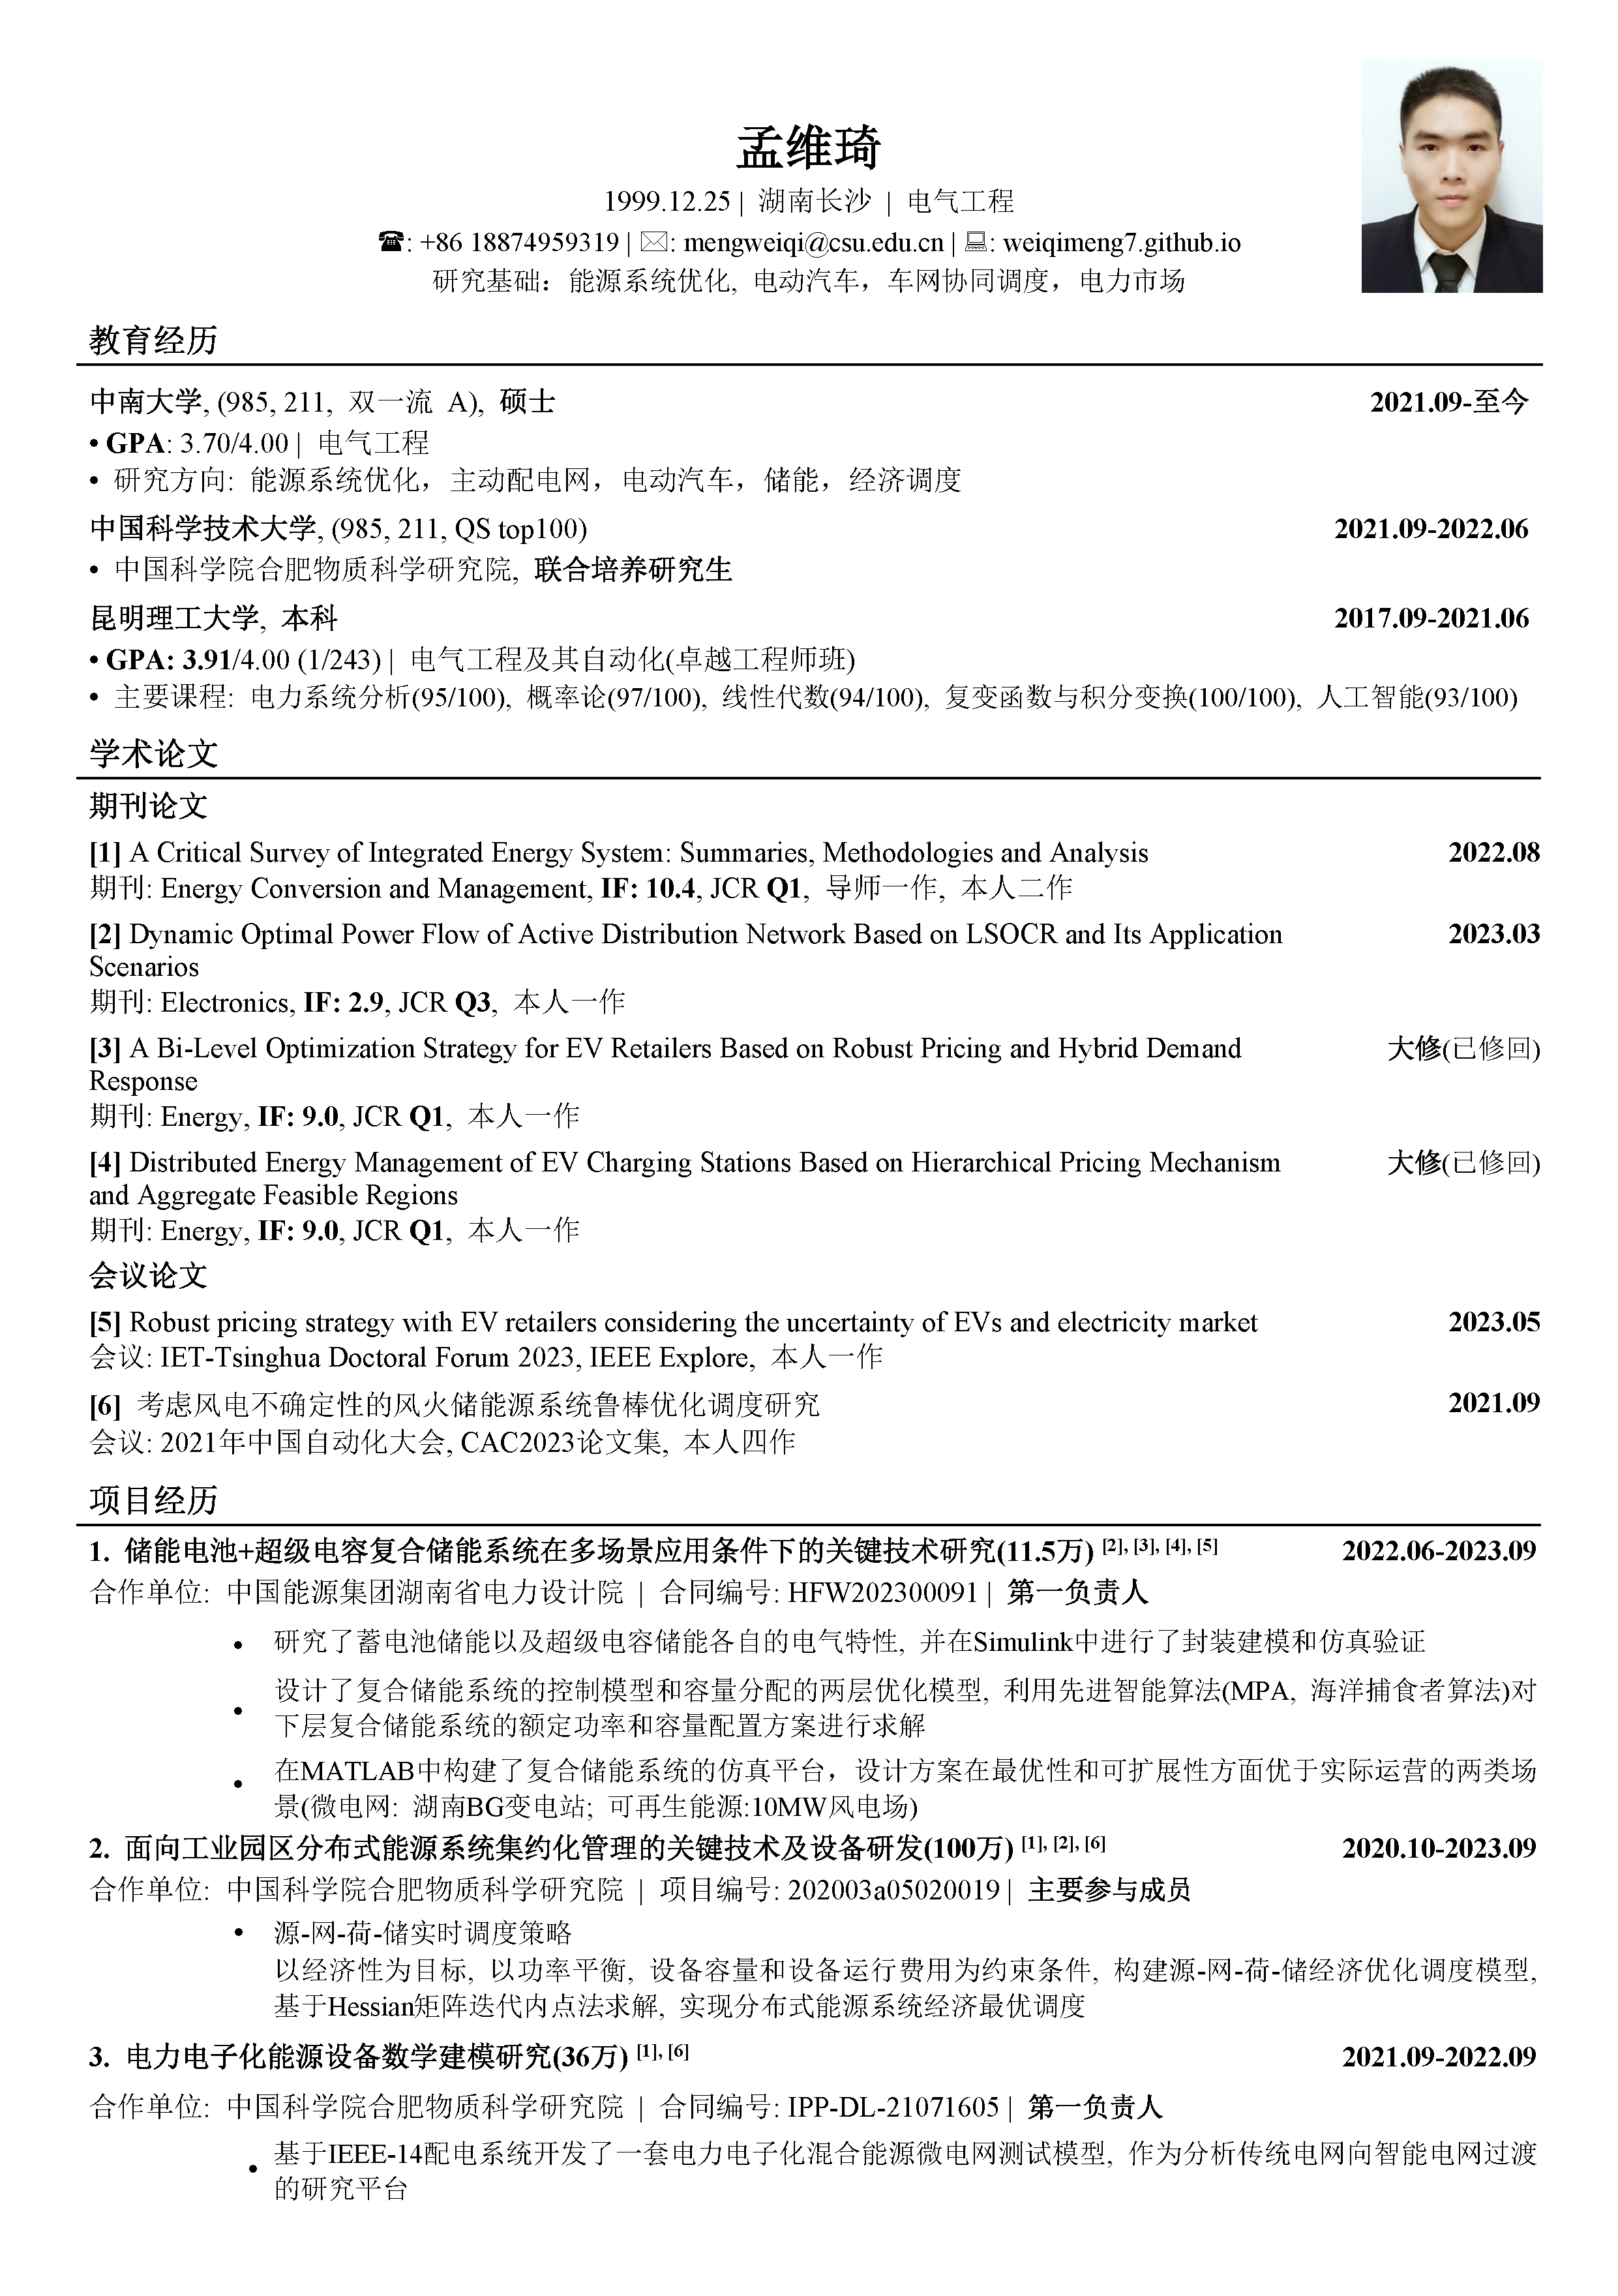 孟维琦
1999.12.25 | 湖南长沙 | 电气工程
☎: +86 18874959319 | ✉: mengweiqi@csu.edu.cn | 💻: weiqimeng7.github.io
研究基础：能源系统优化, 电动汽车，车网协同调度，电力市场
教育经历
中南大学, (985, 211, 双一流 A), 硕士 2021.09-至今
• GPA: 3.70/4.00 | 电气工程
• 研究方向: 能源系统优化，主动配电网，电动汽车，储能，经济调度
中国科学技术大学, (985, 211, QS top100) 2021.09-2022.06
• 中国科学院合肥物质科学研究院, 联合培养研究生
昆明理工大学, 本科 2017.09-2021.06
• GPA: 3.91/4.00 (1/243) | 电气工程及其自动化(卓越工程师班)
• 主要课程: 电力系统分析(95/100), 概率论(97/100), 线性代数(94/100), 复变函数与积分变换(100/100), 人工智能(93/100)
学术论文
期刊论文
[1] A Critical Survey of Integrated Energy System: Summaries, Methodologies and Analysis 2022.08
期刊: Energy Conversion and Management, IF: 10.4, JCR Q1, 导师一作, 本人二作
[2] Dynamic Optimal Power Flow of Active Distribution Network Based on LSOCR and Its Application 2023.03
Scenarios
期刊: Electronics, IF: 2.9, JCR Q3, 本人一作
[3] A Bi-Level Optimization Strategy for EV Retailers Based on Robust Pricing and Hybrid Demand 大修(已修回)
Response
期刊: Energy, IF: 9.0, JCR Q1, 本人一作
[4] Distributed Energy Management of EV Charging Stations Based on Hierarchical Pricing Mechanism 大修(已修回)
and Aggregate Feasible Regions
期刊: Energy, IF: 9.0, JCR Q1, 本人一作
会议论文
[5] Robust pricing strategy with EV retailers considering the uncertainty of EVs and electricity market 2023.05
会议: IET-Tsinghua Doctoral Forum 2023, IEEE Explore, 本人一作
[6] 考虑风电不确定性的风火储能源系统鲁棒优化调度研究 2021.09
会议: 2021年中国自动化大会, CAC2023论文集, 本人四作
项目经历
1. 储能电池+超级电容复合储能系统在多场景应用条件下的关键技术研究(11.5万) [2], [3], [4], [5] 2022.06-2023.09
合作单位: 中国能源集团湖南省电力设计院 | 合同编号: HFW202300091 | 第一负责人
• 研究了蓄电池储能以及超级电容储能各自的电气特性, 并在Simulink中进行了封装建模和仿真验证
• 设计了复合储能系统的控制模型和容量分配的两层优化模型, 利用先进智能算法(MPA, 海洋捕食者算法)对
下层复合储能系统的额定功率和容量配置方案进行求解
• 在MATLAB中构建了复合储能系统的仿真平台，设计方案在最优性和可扩展性方面优于实际运营的两类场
景(微电网: 湖南BG变电站; 可再生能源:10MW风电场)
2. 面向工业园区分布式能源系统集约化管理的关键技术及设备研发(100万) [1], [2], [6] 2020.10-2023.09
合作单位: 中国科学院合肥物质科学研究院 | 项目编号: 202003a05020019 | 主要参与成员
• 源-网-荷-储实时调度策略
以经济性为目标, 以功率平衡, 设备容量和设备运行费用为约束条件, 构建源-网-荷-储经济优化调度模型,
基于Hessian矩阵迭代内点法求解, 实现分布式能源系统经济最优调度
3. 电力电子化能源设备数学建模研究(36万) [1], [6] 2021.09-2022.09
合作单位: 中国科学院合肥物质科学研究院 | 合同编号: IPP-DL-21071605 | 第一负责人
• 基于IEEE-14配电系统开发了一套电力电子化混合能源微电网测试模型, 作为分析传统电网向智能电网过渡
的研究平台